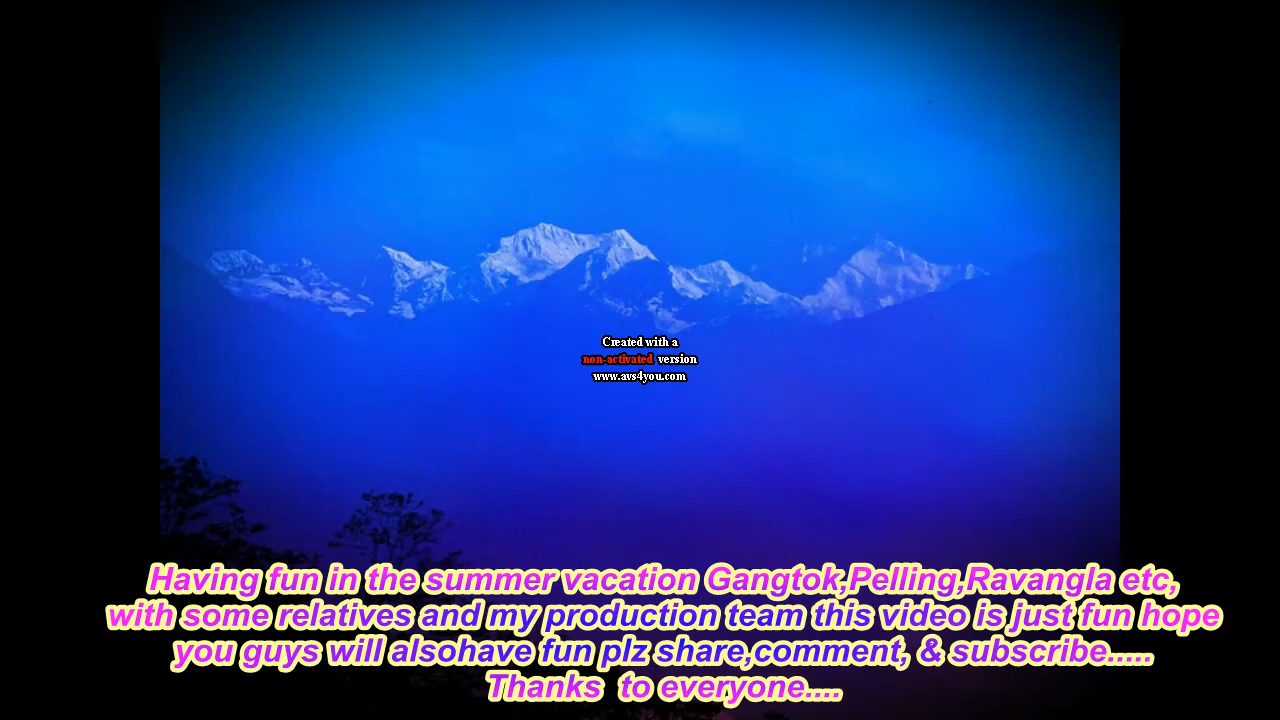 Created with a
non-activated version
www.avs4you.com
Having fun in the summer vacation Gangtok,Pelling,Ravangla etc,
with some relatives and my production team this video is just fun hope
you guys will alsohave fun plz share,comment, & subscribe.....
Thanks to everyone....